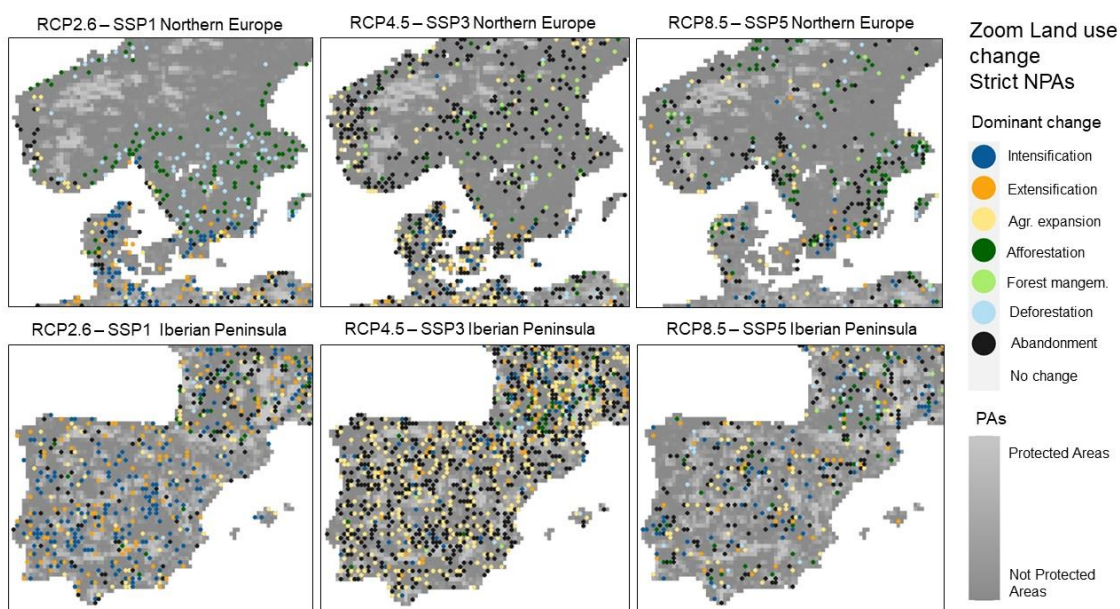 RCP2.6 – SSP1 Northern Europe
RCP4.5 – SSP3 Northern Europe
RCP8.5 – SSP5 Northern Europe
RCP2.6 – SSP1 Iberian Peninsula
RCP4.5 – SSP3 Iberian Peninsula
RCP8.5 – SSP5 Iberian Peninsula
Zoom Land use
change
Strict NPAs
Dominant change
Intensification
Extensification
Agr. expansion
Afforestation
Forest mangem.
Deforestation
Abandonment
No change
PAs
Protected Areas
Not Protected
Areas